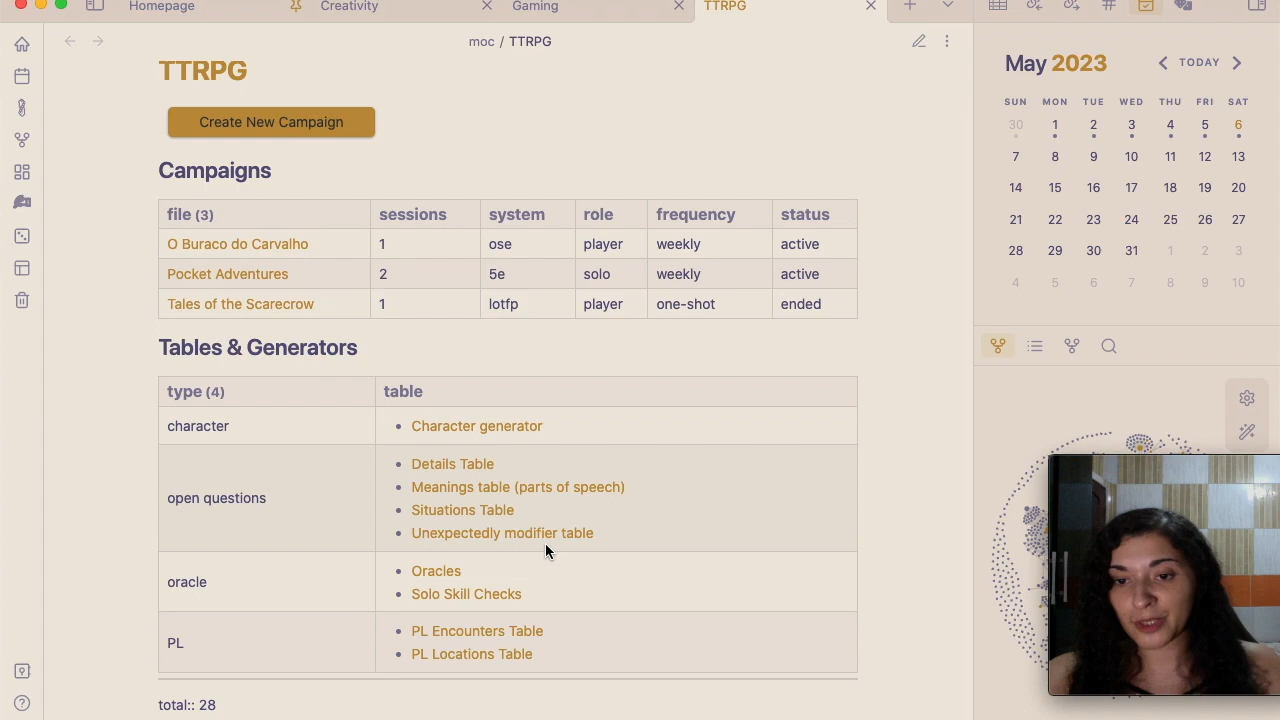 Homepage
Creativity
Gaming
TTRPG
moc / TTRPG
TTRPG
Create New Campaign
Campaigns
file (3) sessions system role frequency status
O Buraco do Carvalho 1 ose player weekly active
Pocket Adventures 2 5e solo weekly active
Tales of the Scarecrow 1 lotfp player one-shot ended
Tables & Generators
type (4) table
character
Character generator
open questions
Details Table
Meanings table (parts of speech)
Situations Table
Unexpectedly modifier table
oracle
Oracles
Solo Skill Checks
PL
PL Encounters Table
PL Locations Table
total:: 28
May 2023
TODAY
SUN MON TUE WED THU FRI SAT
30 1 2 3 4 5 6
7 8 9 10 11 12 13
14 15 16 17 18 19 20
21 22 23 24 25 26 27
28 29 30 31 1 2 3
4 5 6 7 8 9 10